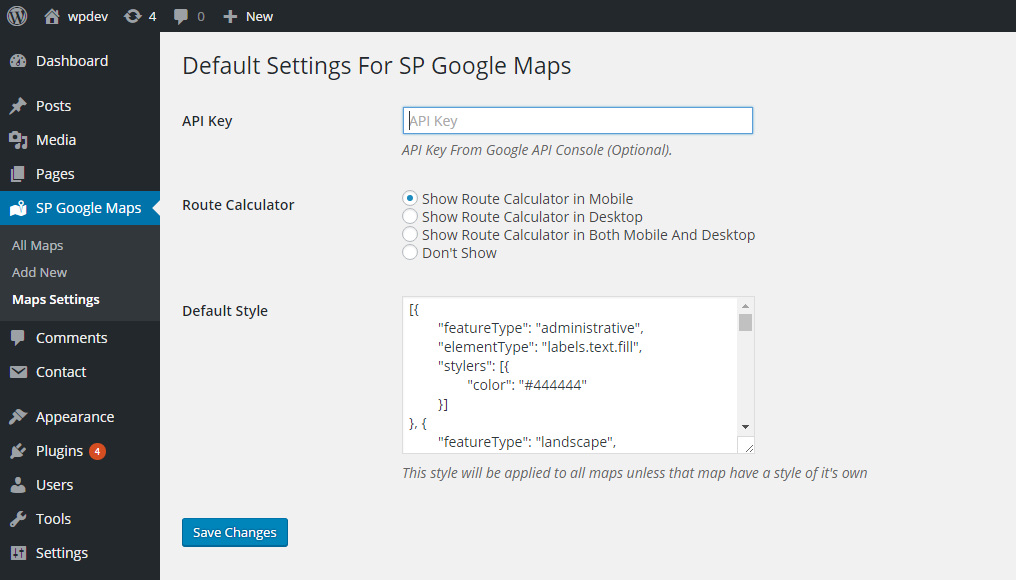 wpdev 4 0 New
Dashboard
Posts
Media
Pages
SP Google Maps
All Maps
Add New
Maps Settings
Comments
Contact
Appearance
Plugins 4
Users
Tools
Settings
Default Settings For SP Google Maps
API Key
API Key
API Key From Google API Console (Optional).
Route Calculator
Show Route Calculator in Mobile
Show Route Calculator in Desktop
Show Route Calculator in Both Mobile And Desktop
Don't Show
Default Style
[{
"featureType": "administrative",
"elementType": "labels.text.fill",
"stylers": [{
"color": "#444444"
}]
}, {
"featureType": "landscape",
This style will be applied to all maps unless that map have a style of it's own
Save Changes